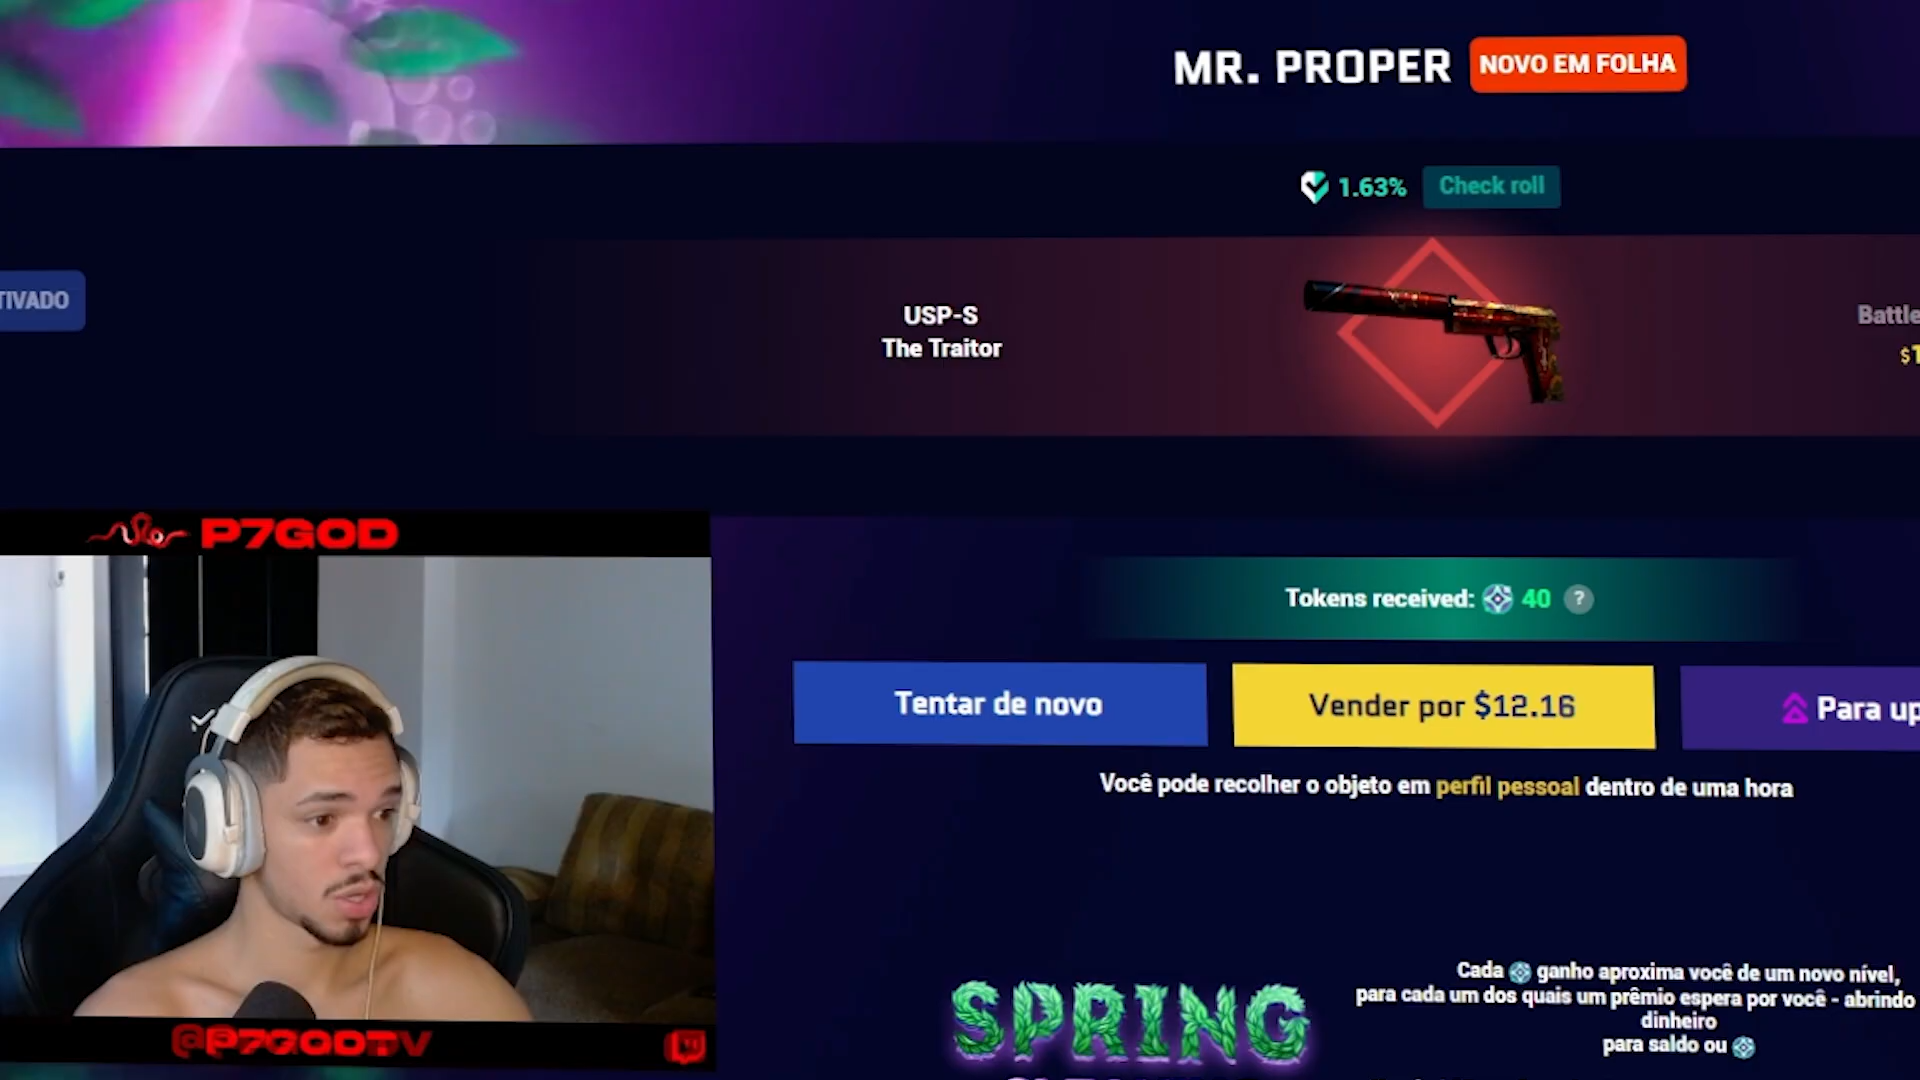 MR. PROPER
NOVO EM FOLHA
1.63%
Check roll
TIVADO
USP-S
The Traitor
Battle
$1
P7GOD
Tokens received: 40 ?
Tentar de novo
Vender por $12.16
Para up
Você pode recolher o objeto em perfil pessoal dentro de uma hora
SPRING
Cada ganho aproxima você de um novo nível,
para cada um dos quais um prêmio espera por você - abrindo
dinheiro
para saldo ou
@P7GODTV